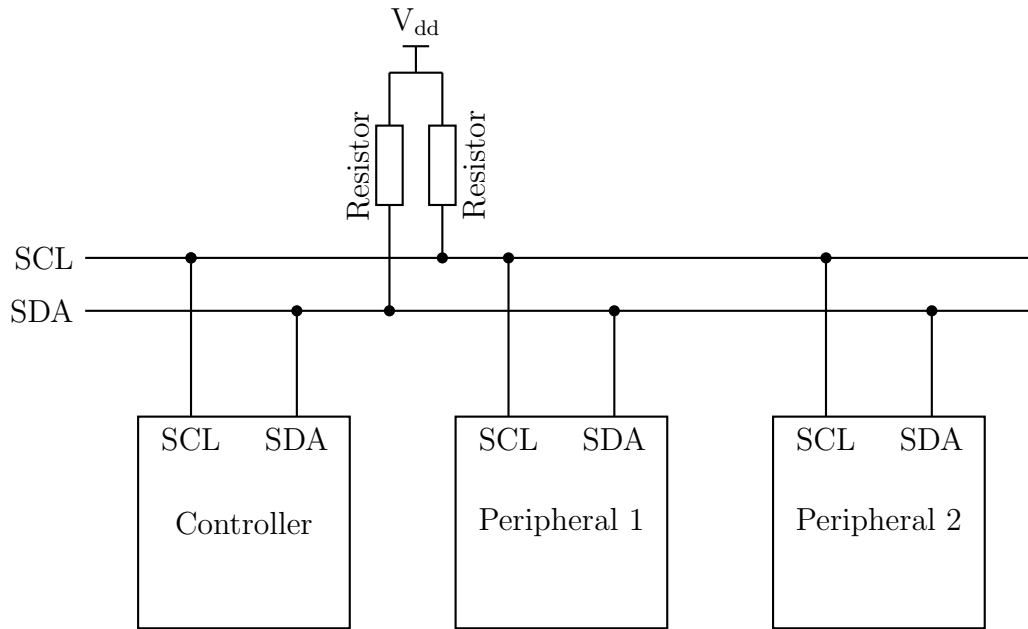 Vdd
Resistor
Resistor
SCL
SDA
SCL SDA
Controller
SCL SDA
Peripheral 1
SCL SDA
Peripheral 2